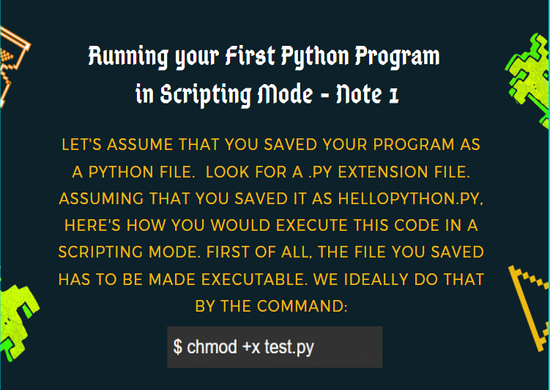 Running your First Python Program
in Scripting Mode - Note 1
LET'S ASSUME THAT YOU SAVED YOUR PROGRAM AS
A PYTHON FILE. LOOK FOR A .PY EXTENSION FILE.
ASSUMING THAT YOU SAVED IT AS HELLOPYTHON.PY,
HERE'S HOW YOU WOULD EXECUTE THIS CODE IN A
SCRIPTING MODE. FIRST OF ALL, THE FILE YOU SAVED
HAS TO BE MADE EXECUTABLE. WE IDEALLY DO THAT
BY THE COMMAND:
$ chmod +x test.py